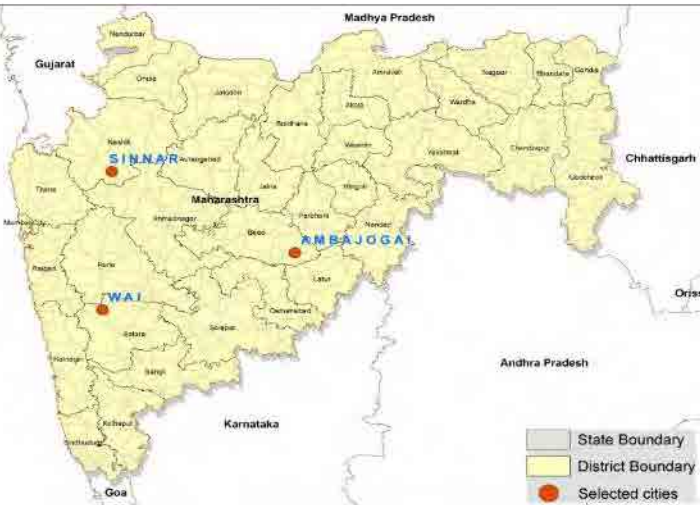 Madhya Pradesh
Nandurbar
Gujarat
Dhule
Jalgaon
Amravati
Nagpur
Bhandara
Gondia
Akola
Wardha
Buldhana
Nashik
Washim
Yavatmal
Chandrapur
SINNAR
Aurangabad
Chhattisgarh
Gadchiroli
Thane
Jalna
Hingoli
Maharashtra
Parbhani
Ahmadnagar
Nanded
Mumbai City
Beed
AMBAJOGAI
Raigad
Pune
Latur
WAI
Osmanabad
Oriss
Solapur
Satara
Ratnagiri
Andhra Pradesh
Sangli
Karnataka
Kolhapur
Sindhudurg
Goa
State Boundary
District Boundary
Selected cities